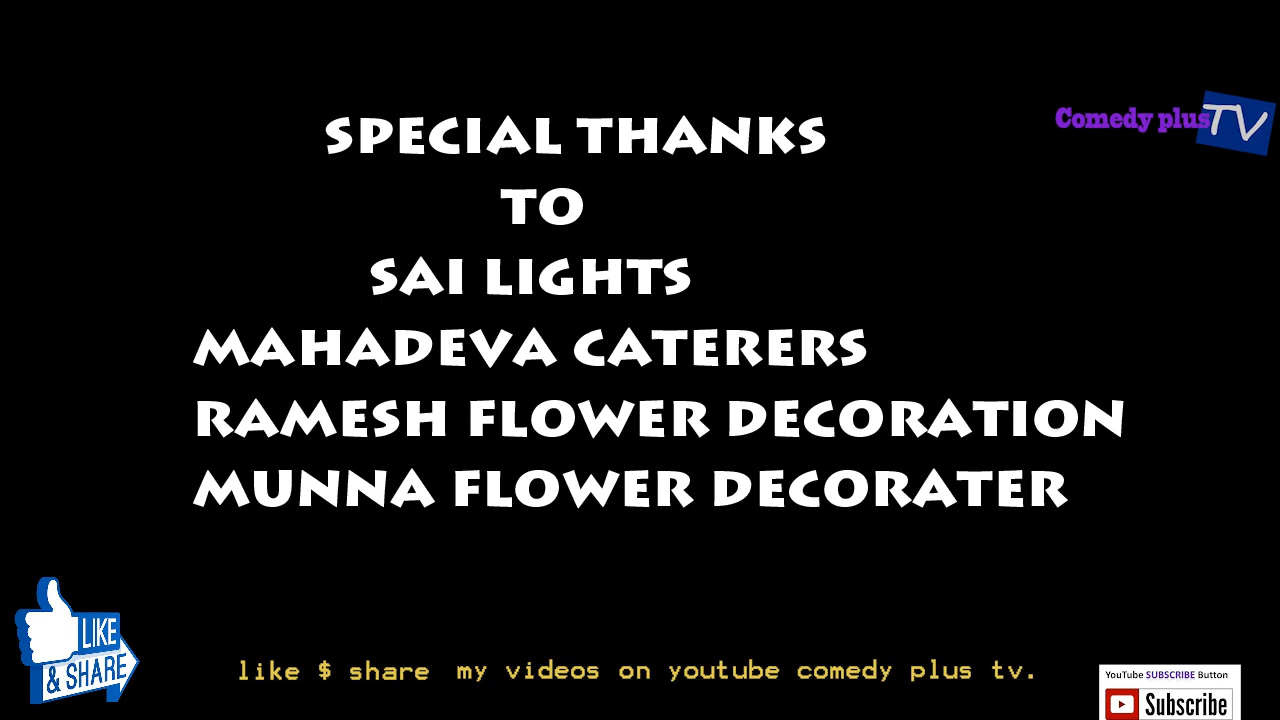 SPECIAL THANKS
Comedy plus TV
TO
SAI LIGHTS
MAHADEVA CATERERS
RAMESH FLOWER DECORATION
MUNNA FLOWER DECORATER
LIKE
& SHARE
like $ share my videos on youtube comedy plus tv.
YouTube SUBSCRIBE Button
Subscribe